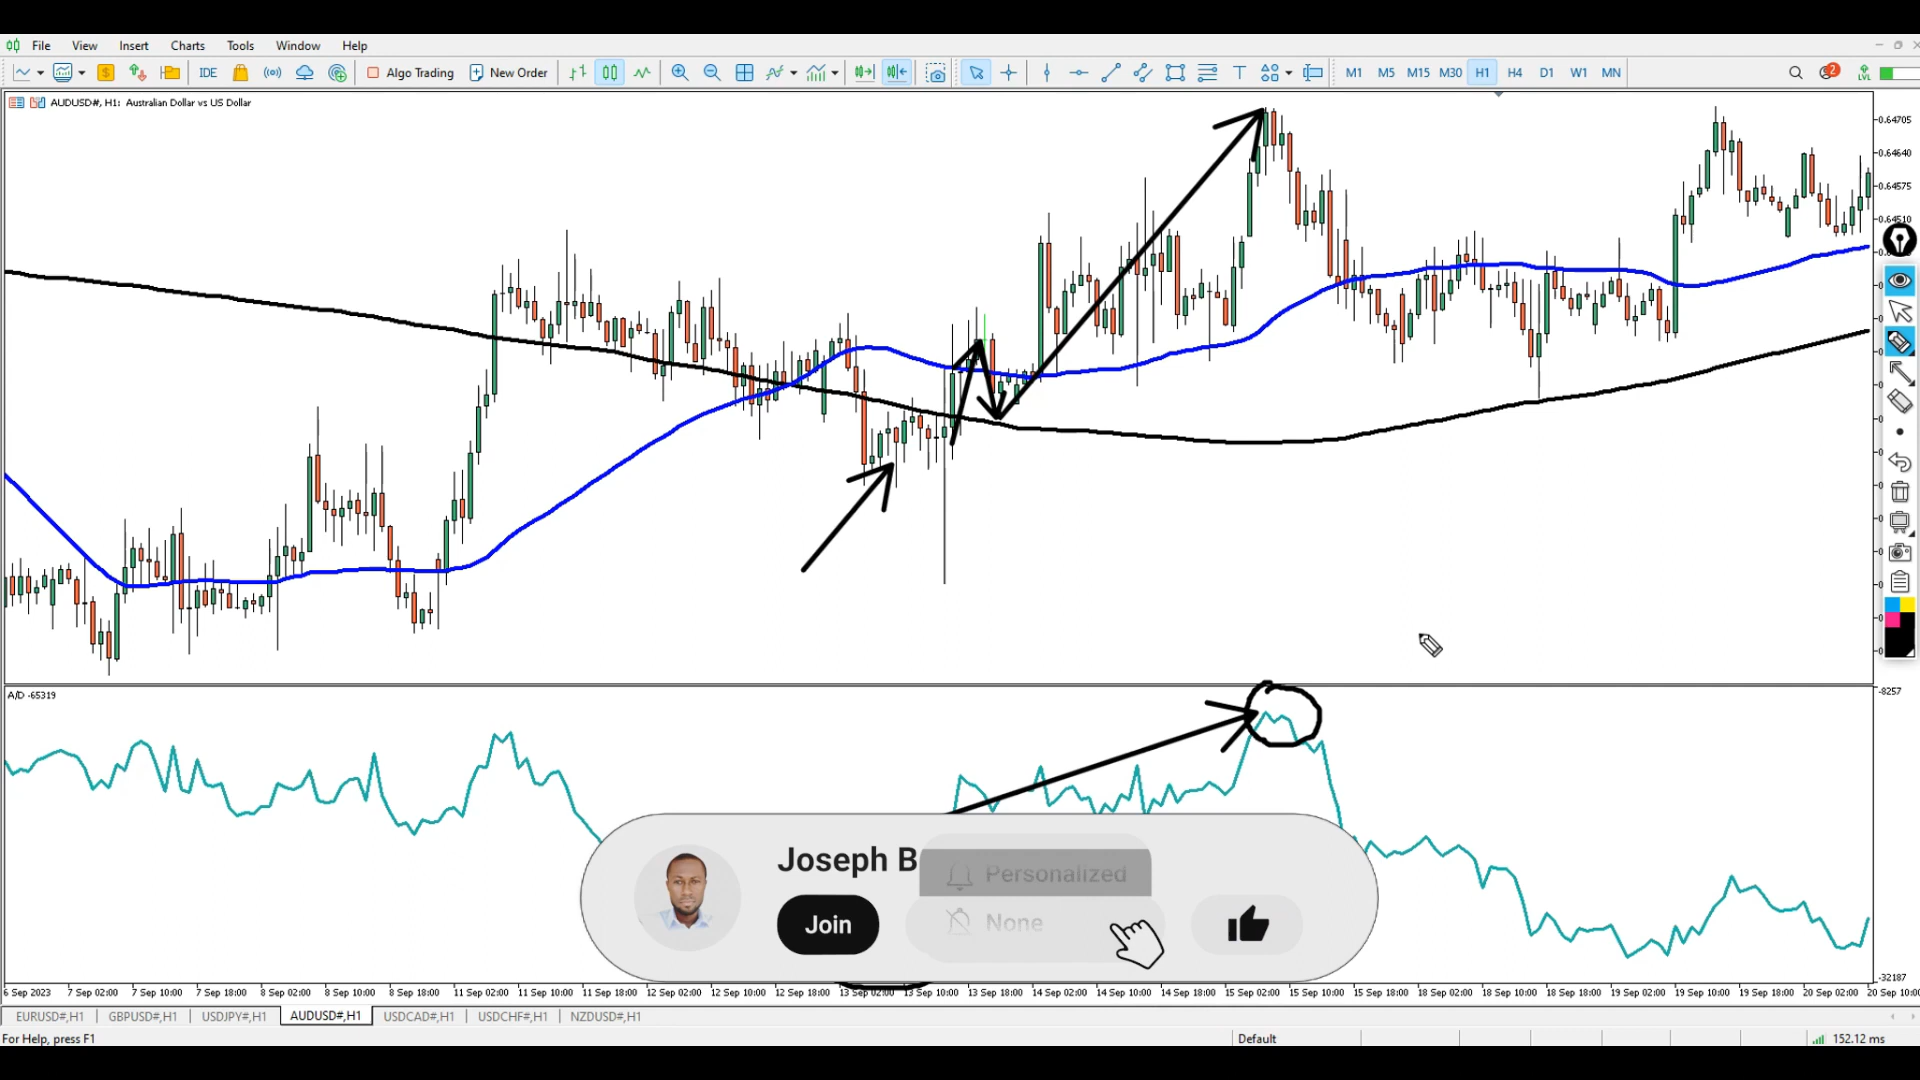 File View Insert Charts Tools Window Help
IDE Algo Trading New Order M1 M5 M15 M30 H1 H4 D1 W1 MN 2 LVL
AUDUSD#, H1: Australian Dollar vs US Dollar
0.64705
0.64640
0.64575
0.64510
A/D -65319
-8257
Joseph B
Personalized
Join
None
-32187
6 Sep 2023 7 Sep 02:00 7 Sep 10:00 7 Sep 18:00 8 Sep 02:00 8 Sep 10:00 8 Sep 18:00 11 Sep 02:00 11 Sep 10:00 11 Sep 18:00 12 Sep 02:00 12 Sep 10:00 12 Sep 18:00 13 Sep 02:00 13 Sep 10:00 13 Sep 18:00 14 Sep 02:00 14 Sep 10:00 14 Sep 18:00 15 Sep 02:00 15 Sep 10:00 15 Sep 18:00 18 Sep 02:00 18 Sep 10:00 18 Sep 18:00 19 Sep 02:00 19 Sep 10:00 19 Sep 18:00 20 Sep 02:00 20 Sep 10:00
EURUSD#,H1 GBPUSD#,H1 USDJPY#,H1 AUDUSD#,H1 USDCAD#,H1 USDCHF#,H1 NZDUSD#,H1
For Help, press F1 Default 152.12 ms